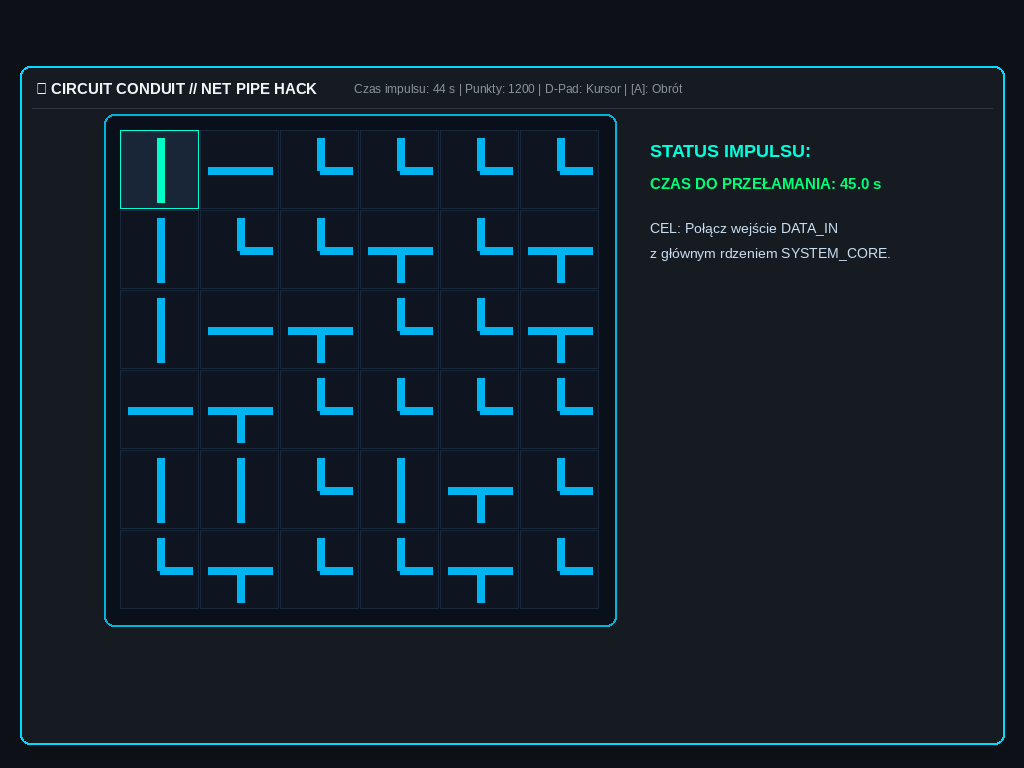 CIRCUIT CONDUIT // NET PIPE HACK
Czas impulsu: 44 s | Punkty: 1200 | D-Pad: Kursor | [A]: Obrót
STATUS IMPULSU:
CZAS DO PRZEŁAMANIA: 45.0 s
CEL: Połącz wejście DATA_IN
z głównym rdzeniem SYSTEM_CORE.